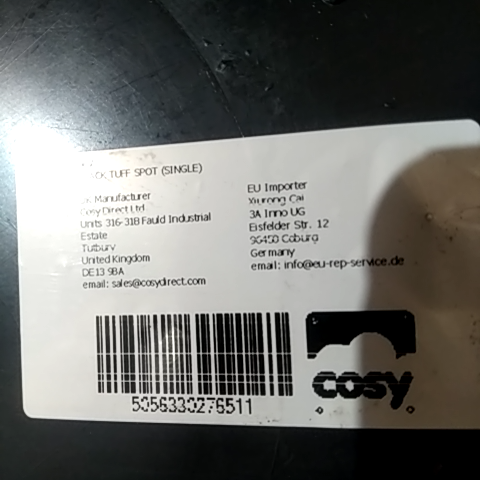 TUFF SPOT (SINGLE)
Manufacturer
Cosy Direct Ltd
Units 316-318 Fauld Industrial
Estate
Tutbury
United Kingdom
DE13 9BA
email: sales@cosydirect.com
EU Importer
Xiurong Cai
3A Inno UG
Eisfelder Str. 12
96450 Coburg
Germany
email: info@eu-rep-service.de
5056330276511
cosy